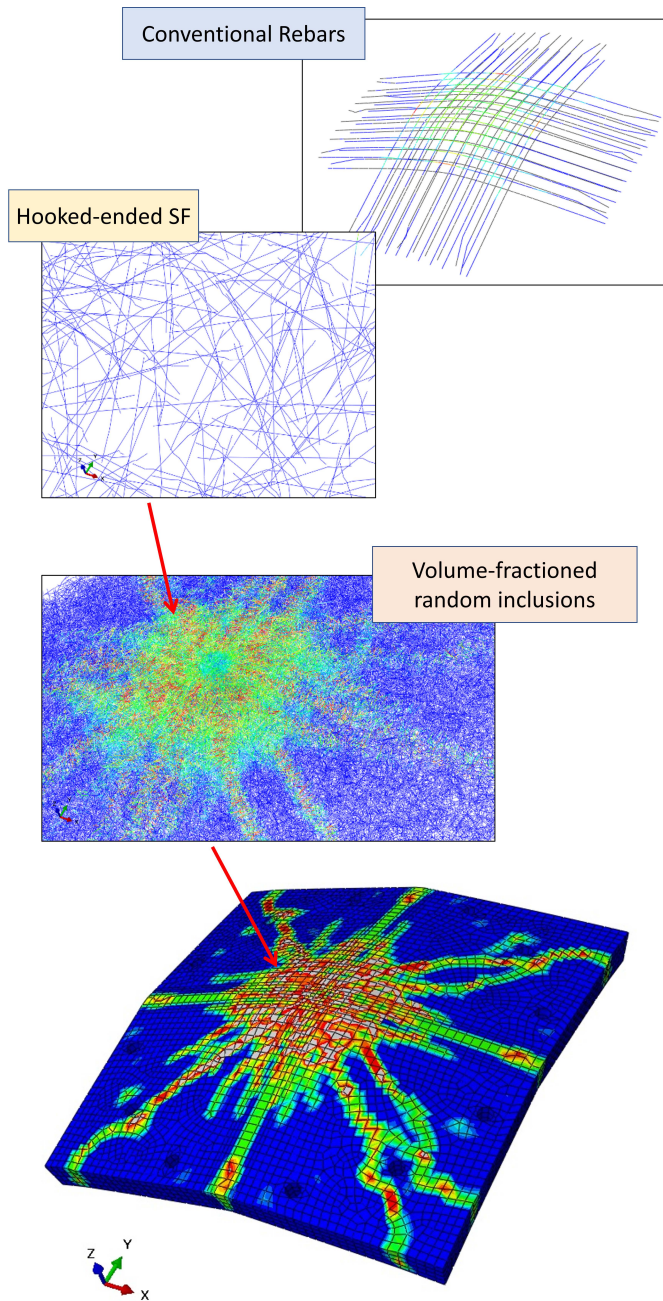 Conventional Rebars
Hooked-ended SF
Y
Z
X
Volume-fractioned
random inclusions
Y
Z
X